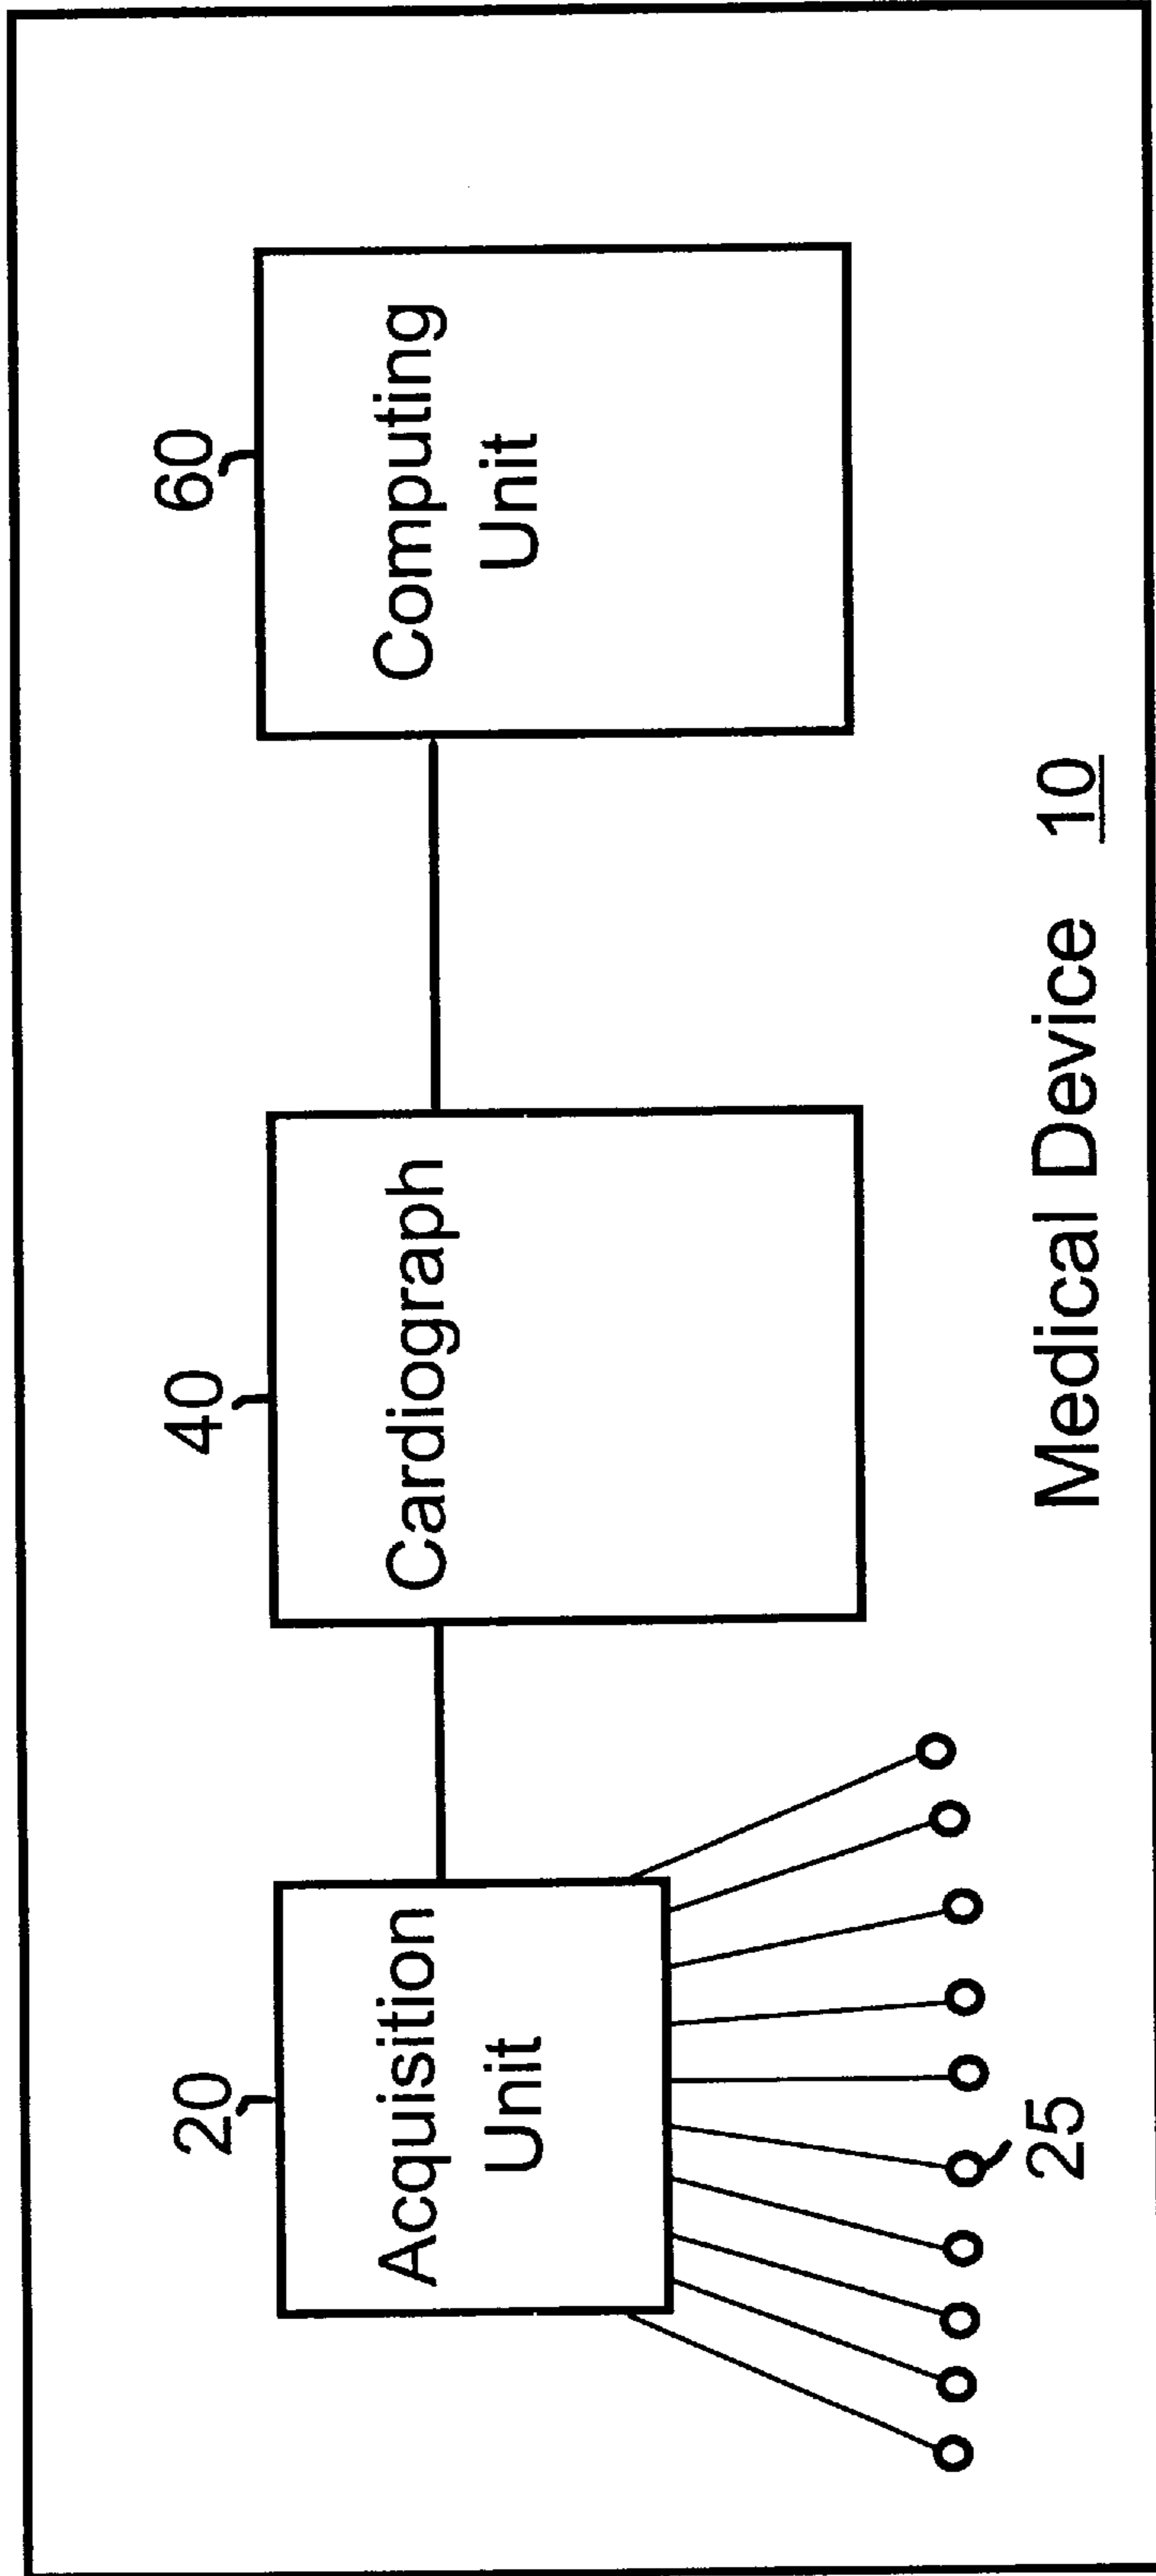 20
40
60
Acquisition
Unit
Cardiograph
Computing
Unit
25
Medical Device 10